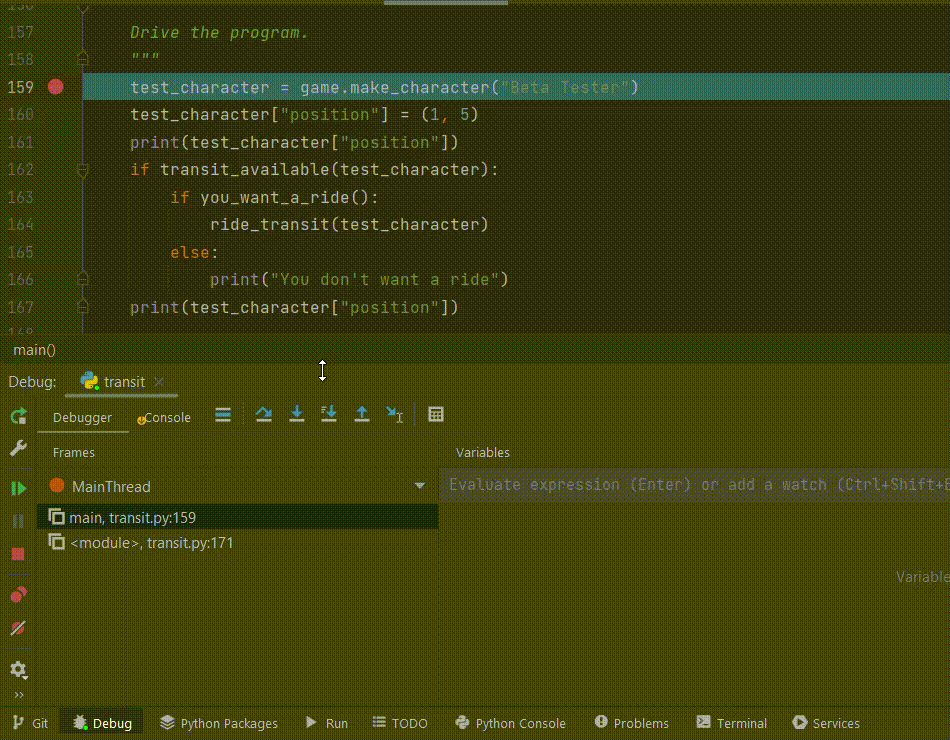 156
157 Drive the program.
158 """
159 test_character = game.make_character("Beta Tester")
160 test_character["position"] = (1, 5)
161 print(test_character["position"])
162 if transit_available(test_character):
163 if you_want_a_ride():
164 ride_transit(test_character)
165 else:
166 print("You don't want a ride")
167 print(test_character["position"])
168
main()
Debug: transit
Debugger Console
Frames Variables
MainThread Evaluate expression (Enter) or add a watch (Ctrl+Shift+E
main, transit.py:159
<module>, transit.py:171
Variable
Git Debug Python Packages Run TODO Python Console Problems Terminal Services